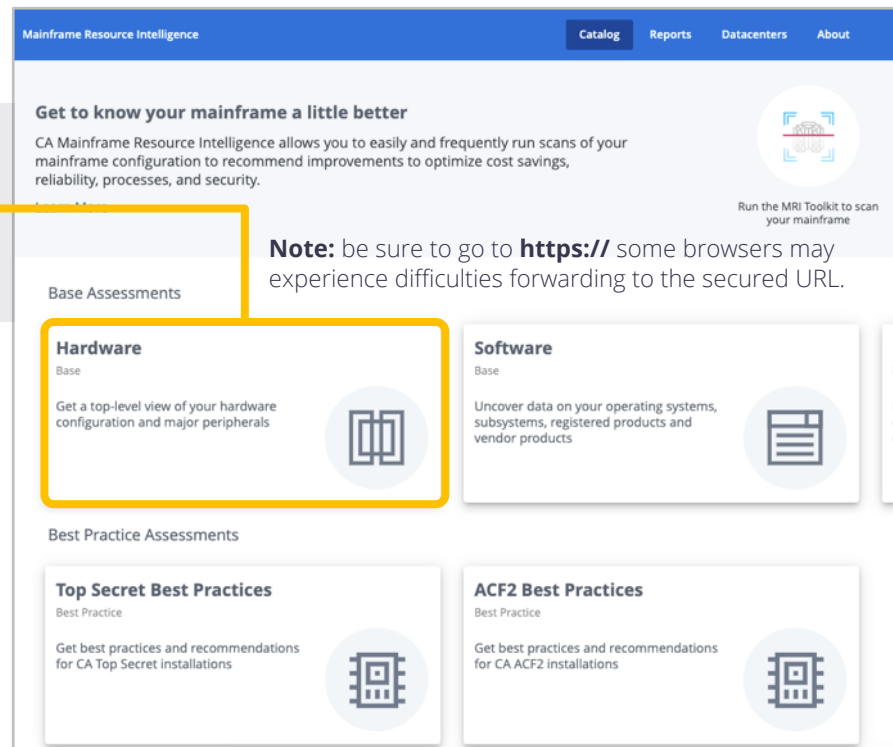 Mainframe Resource Intelligence
Catalog Reports Datacenters About
Get to know your mainframe a little better
CA Mainframe Resource Intelligence allows you to easily and frequently run scans of your
mainframe configuration to recommend improvements to optimize cost savings,
reliability, processes, and security.
Run the MRI Toolkit to scan
your mainframe
Note: be sure to go to https:// some browsers may
experience difficulties forwarding to the secured URL.
Base Assessments
Hardware
Base
Get a top-level view of your hardware
configuration and major peripherals
Software
Base
Uncover data on your operating systems,
subsystems, registered products and
vendor products
Best Practice Assessments
Top Secret Best Practices
Best Practice
Get best practices and recommendations
for CA Top Secret installations
ACF2 Best Practices
Best Practice
Get best practices and recommendations
for CA ACF2 installations